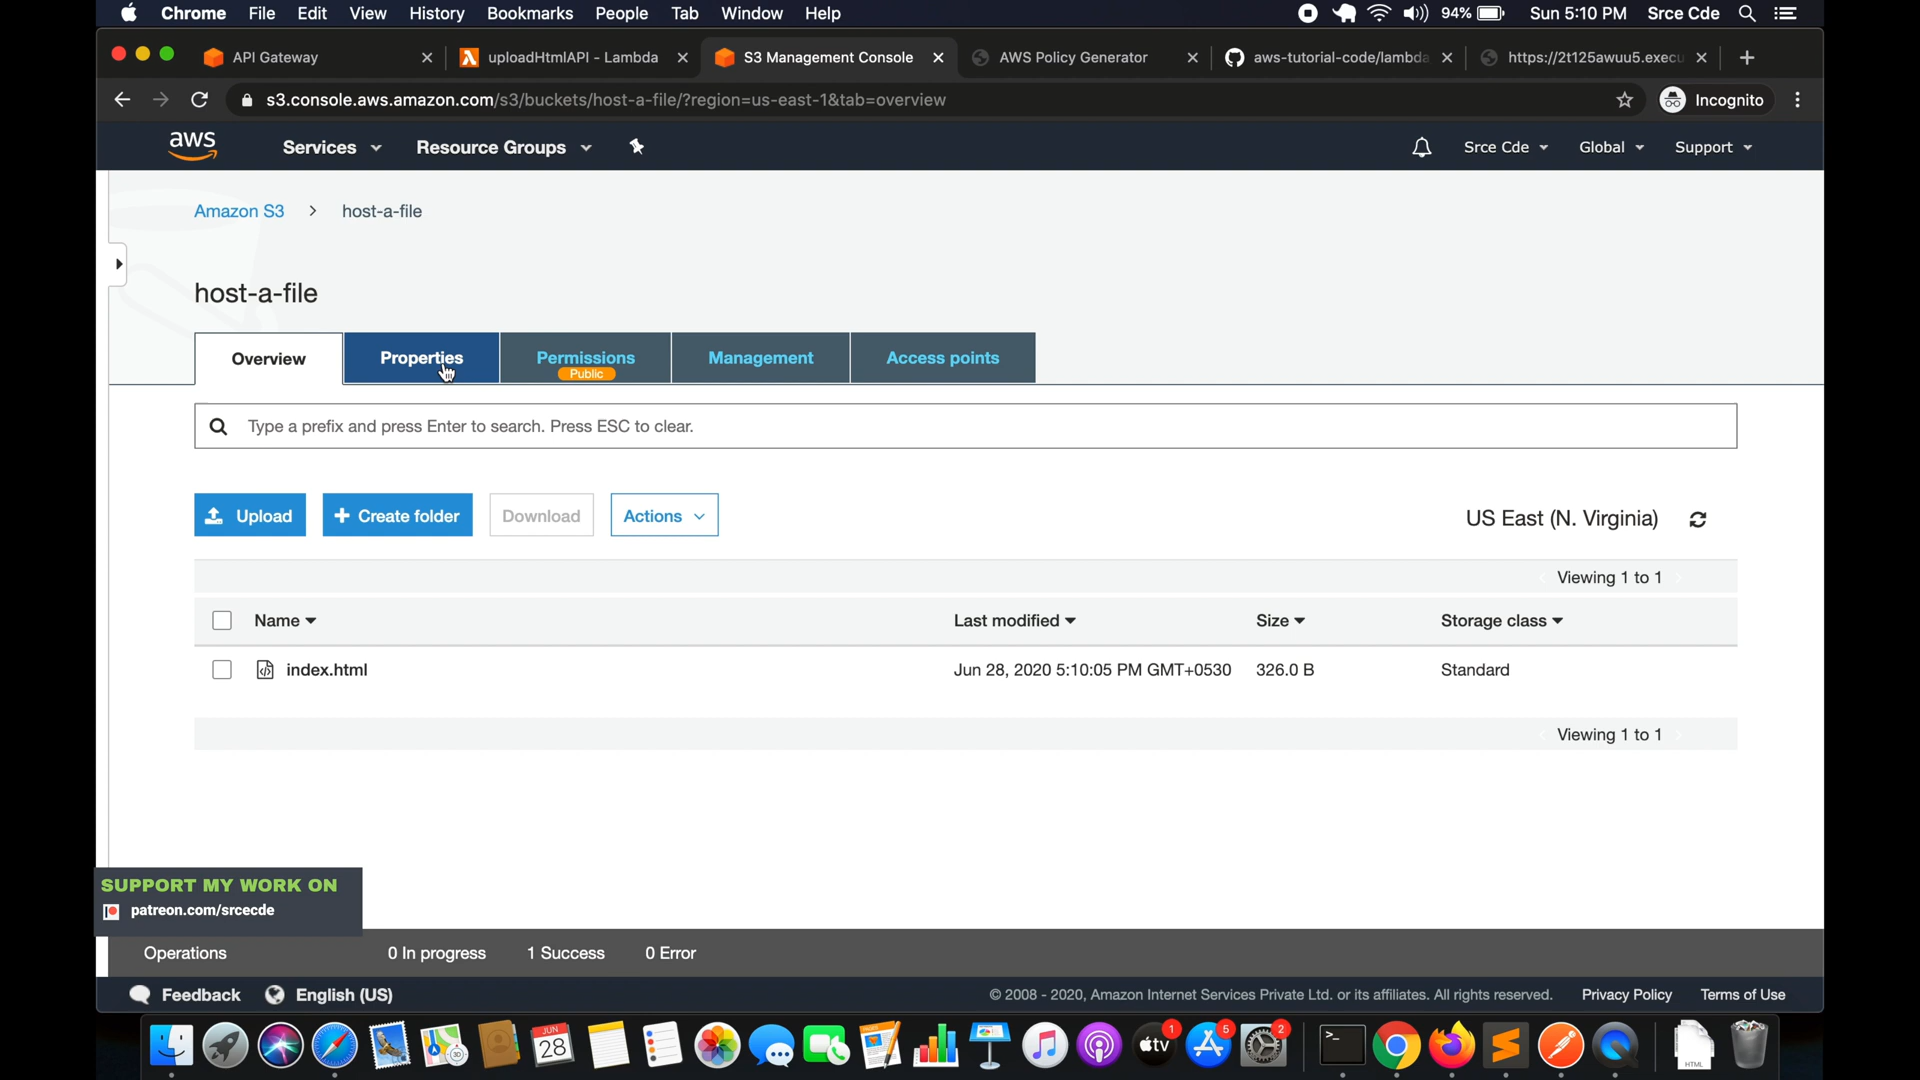 Chrome File Edit View History Bookmarks People Tab Window Help 94% Sun 5:10 PM Srce Cde
API Gateway uploadHtmlAPI - Lambda S3 Management Console AWS Policy Generator aws-tutorial-code/lambda https://2t125awuu5.execu
s3.console.aws.amazon.com/s3/buckets/host-a-file/?region=us-east-1&tab=overview Incognito
aws Services Resource Groups Srce Cde Global Support
Amazon S3 > host-a-file
host-a-file
Overview Properties Permissions Management Access points
Public
Type a prefix and press Enter to search. Press ESC to clear.
Upload + Create folder Download Actions US East (N. Virginia)
Viewing 1 to 1
Name Last modified Size Storage class
index.html Jun 28, 2020 5:10:05 PM GMT+0530 326.0 B Standard
Viewing 1 to 1
SUPPORT MY WORK ON
patreon.com/srcecde
Operations 0 In progress 1 Success 0 Error
Feedback English (US) © 2008 - 2020, Amazon Internet Services Private Ltd. or its affiliates. All rights reserved. Privacy Policy Terms of Use
JUN
28
tv 1 5 2
HTML